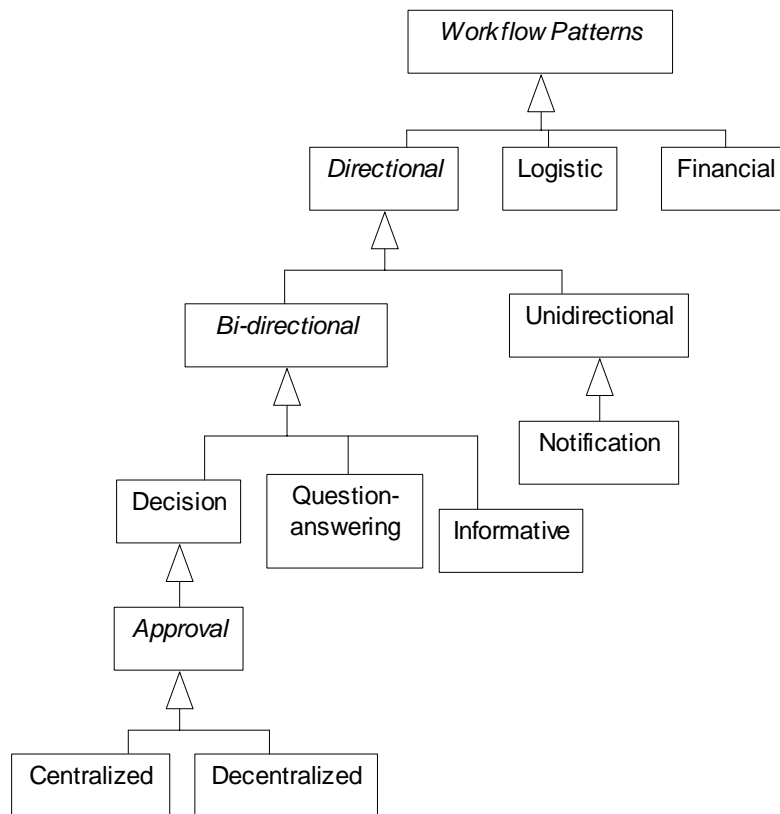 Workflow Patterns
Directional
Logistic
Financial
Bi-directional
Unidirectional
Notification
Decision
Question-
answering
Informative
Approval
Centralized
Decentralized